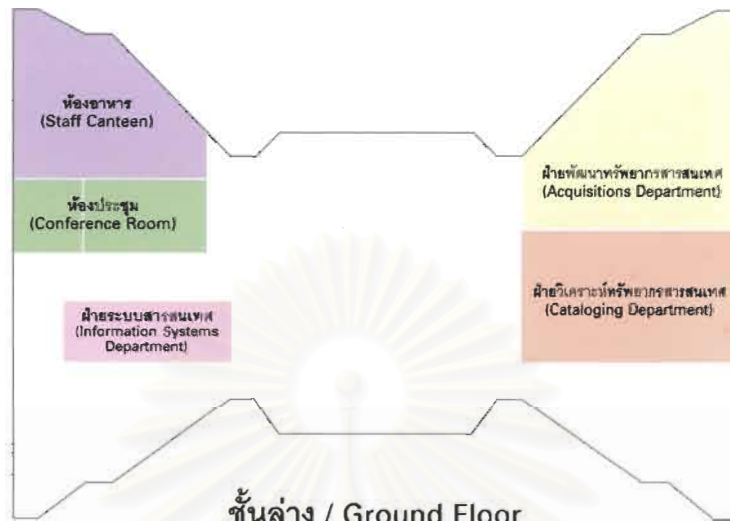 ห้องอาหาร
(Staff Canteen)
ห้องประชุม
(Conference Room)
ฝ่ายระบบสารสนเทศ
(Information Systems
Department)
ฝ่ายพัฒนาทรัพยากรสารสนเทศ
(Acquisitions Department)
ฝ่ายวิเคราะห์ทรัพยากรสารสนเทศ
(Cataloging Department)
ชั้นล่าง / Ground Floor